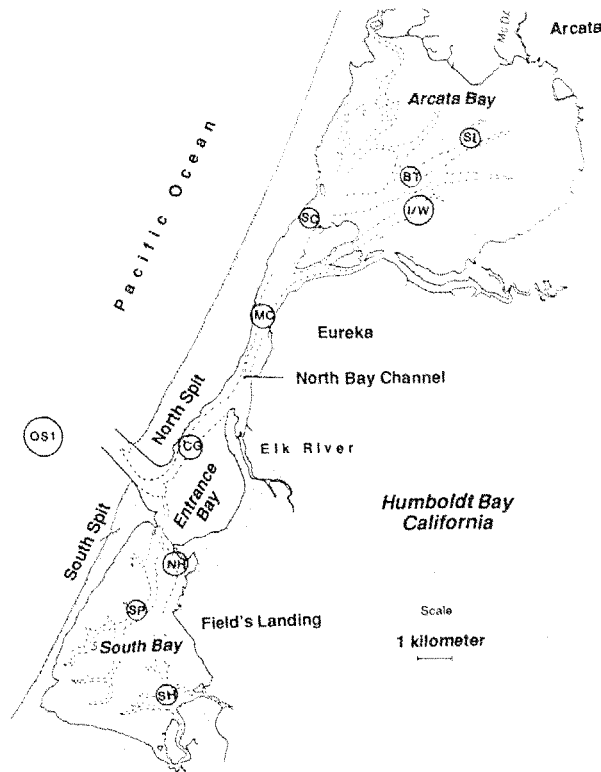 Arcata
Arcata Bay
SI
BT
I/W
SC
Pacific Ocean
MC
Eureka
North Bay Channel
North Spit
OS1
CG
Elk River
Entrance
Bay
Humboldt Bay
California
South Spit
NH
SP
Field's Landing
Scale
South Bay
1 kilometer
SH